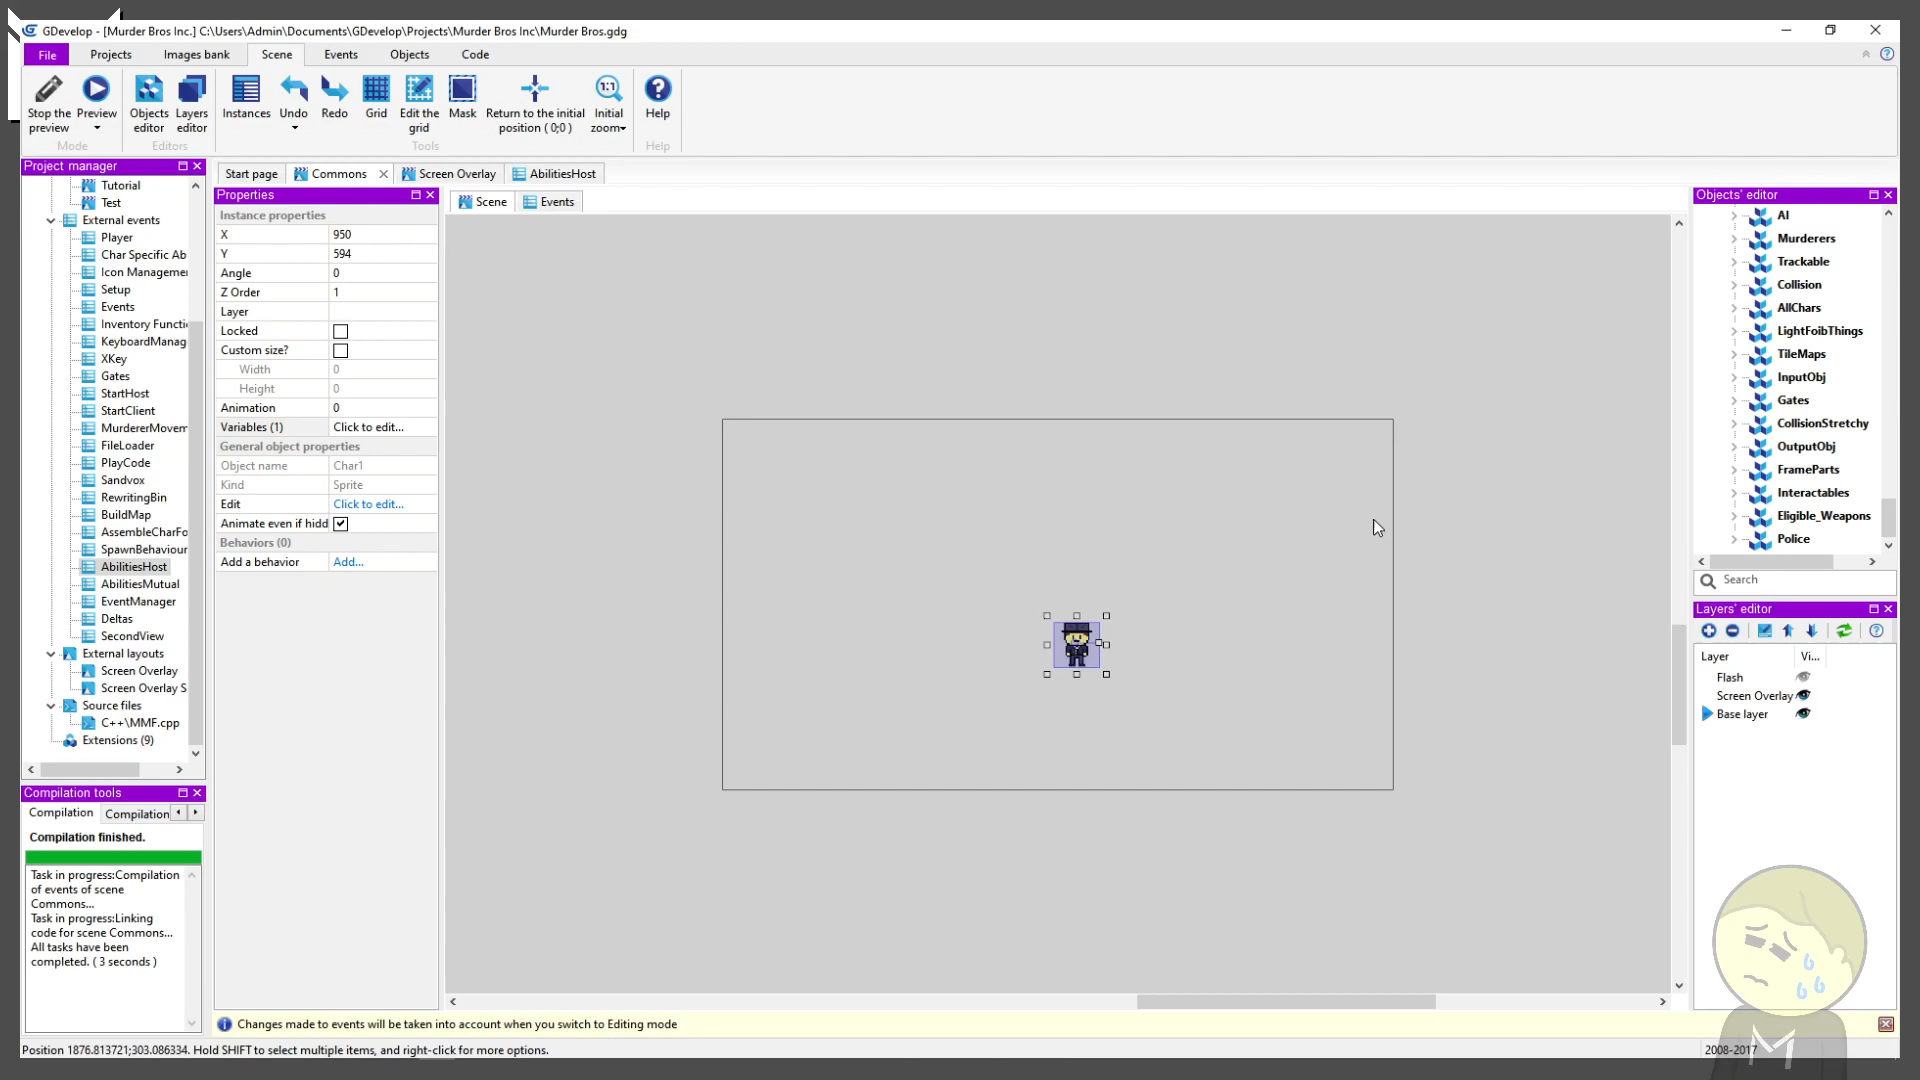 GDevelop - [Murder Bros Inc.] C:\Users\Admin\Documents\GDevelop\Projects\Murder Bros Inc\Murder Bros.gdg
File Projects Images bank Scene Events Objects Code
Stop the preview
Preview
Objects editor
Layers editor
Instances
Undo
Redo
Grid
Edit the grid
Mask
Return to the initial position ( 0;0 )
1:1
Initial zoom
Help
Mode
Editors
Tools
Help
Project manager
Tutorial
Test
External events
Player
Char Specific Ab
Icon Manageme
Setup
Events
Inventory Functi
KeyboardManag
XKey
Gates
StartHost
StartClient
MurdererMovem
FileLoader
PlayCode
Sandvox
RewritingBin
BuildMap
AssembleCharFo
SpawnBehaviour
AbilitiesHost
AbilitiesMutual
EventManager
Deltas
SecondView
External layouts
Screen Overlay
Screen Overlay S
Source files
C++\MMF.cpp
Extensions (9)
Compilation tools
Compilation Compilation
Compilation finished.
Task in progress:Compilation
of events of scene
Commons...
Task in progress:Linking
code for scene Commons...
All tasks have been
completed. ( 3 seconds )
Start page Commons Screen Overlay AbilitiesHost
Properties
Instance properties
X 950
Y 594
Angle 0
Z Order 1
Layer
Locked
Custom size?
Width 0
Height 0
Animation 0
Variables (1) Click to edit...
General object properties
Object name Char1
Kind Sprite
Edit Click to edit...
Animate even if hidd
Behaviors (0)
Add a behavior Add...
Scene Events
Objects' editor
AI
Murderers
Trackable
Collision
AllChars
LightFoibThings
TileMaps
InputObj
Gates
CollisionStretchy
OutputObj
FrameParts
Interactables
Eligible_Weapons
Police
Search
Layers' editor
Layer Vi...
Flash
Screen Overlay
Base layer
Changes made to events will be taken into account when you switch to Editing mode
Position 1876.813721;303.086334. Hold SHIFT to select multiple items, and right-click for more options.
2008-2017